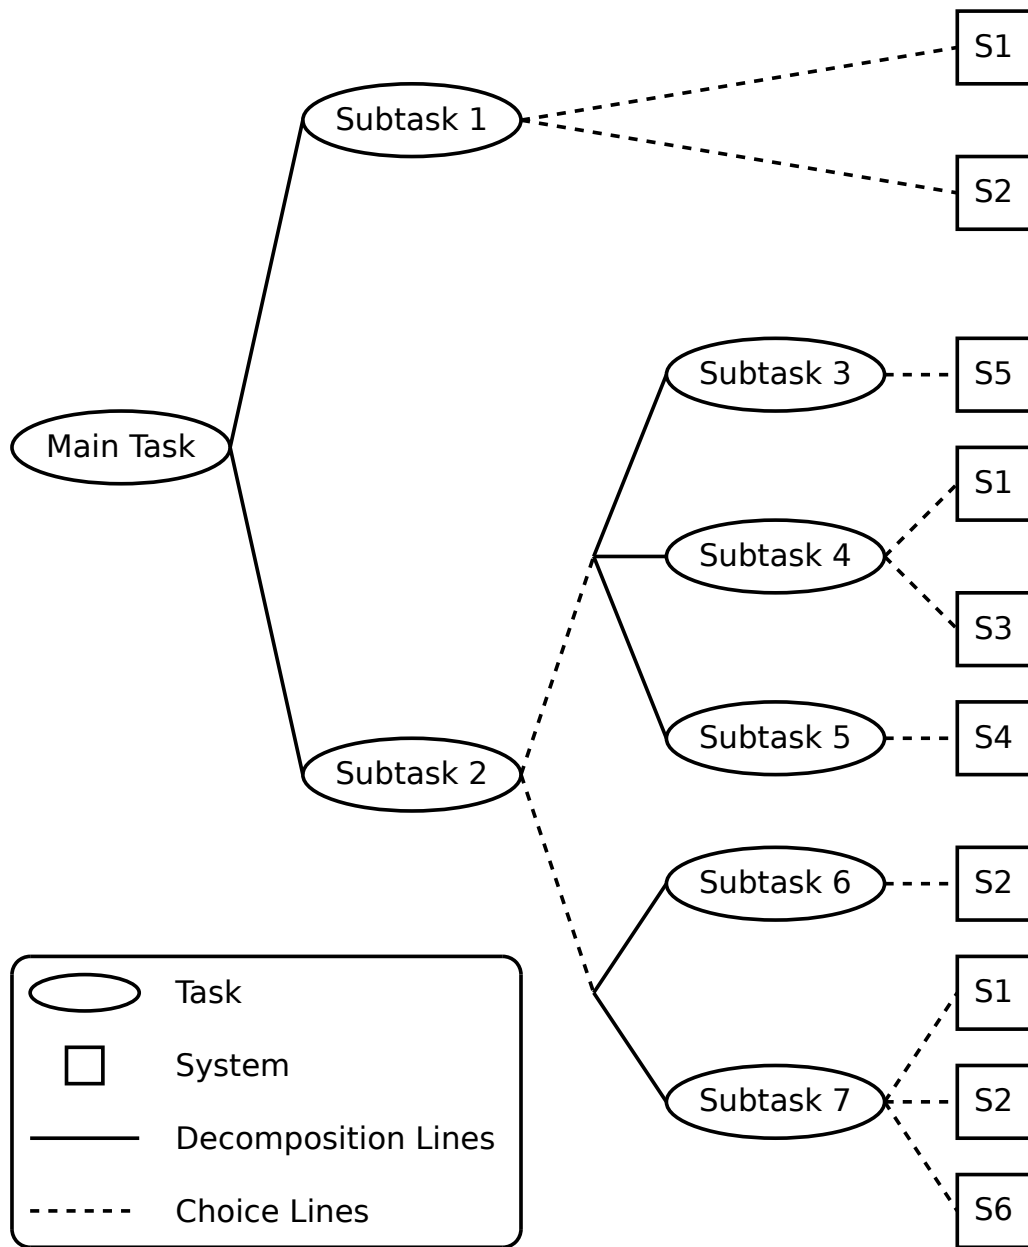 S1
Subtask 1
S2
Subtask 3
S5
Main Task
S1
Subtask 4
S3
Subtask 5
S4
Subtask 2
Subtask 6
S2
Task
S1
System
Subtask 7
S2
Decomposition Lines
Choice Lines
S6